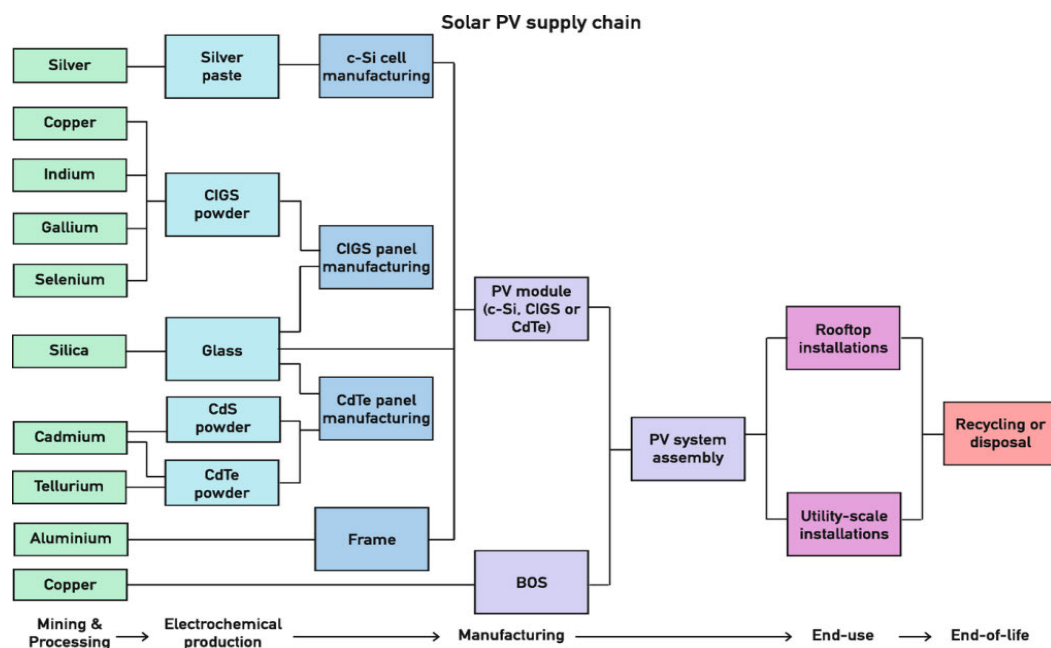 Solar PV supply chain
Silver
Silver
paste
c-Si cell
manufacturing
Copper
Indium
Gallium
Selenium
CIGS
powder
CIGS panel
manufacturing
Silica
Glass
CdTe panel
manufacturing
Cadmium
Tellurium
CdS
powder
CdTe
powder
Aluminium
Frame
Copper
BOS
PV module
(c-Si, CIGS or
CdTe)
PV system
assembly
Rooftop
installations
Utility-scale
installations
Recycling or
disposal
Mining &
Processing
Electrochemical
production
Manufacturing
End-use
End-of-life